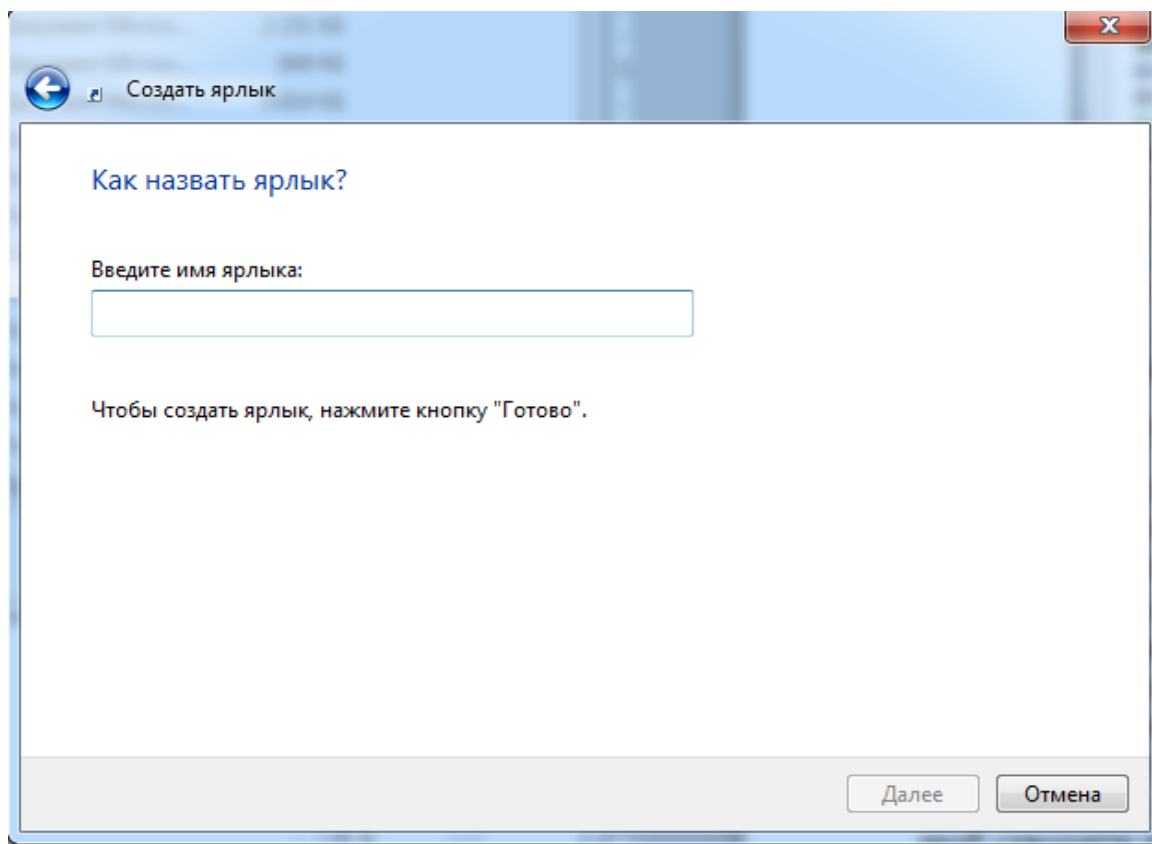 Создать ярлык
Как назвать ярлык?
Введите имя ярлыка:
Чтобы создать ярлык, нажмите кнопку "Готово".
Далее
Отмена